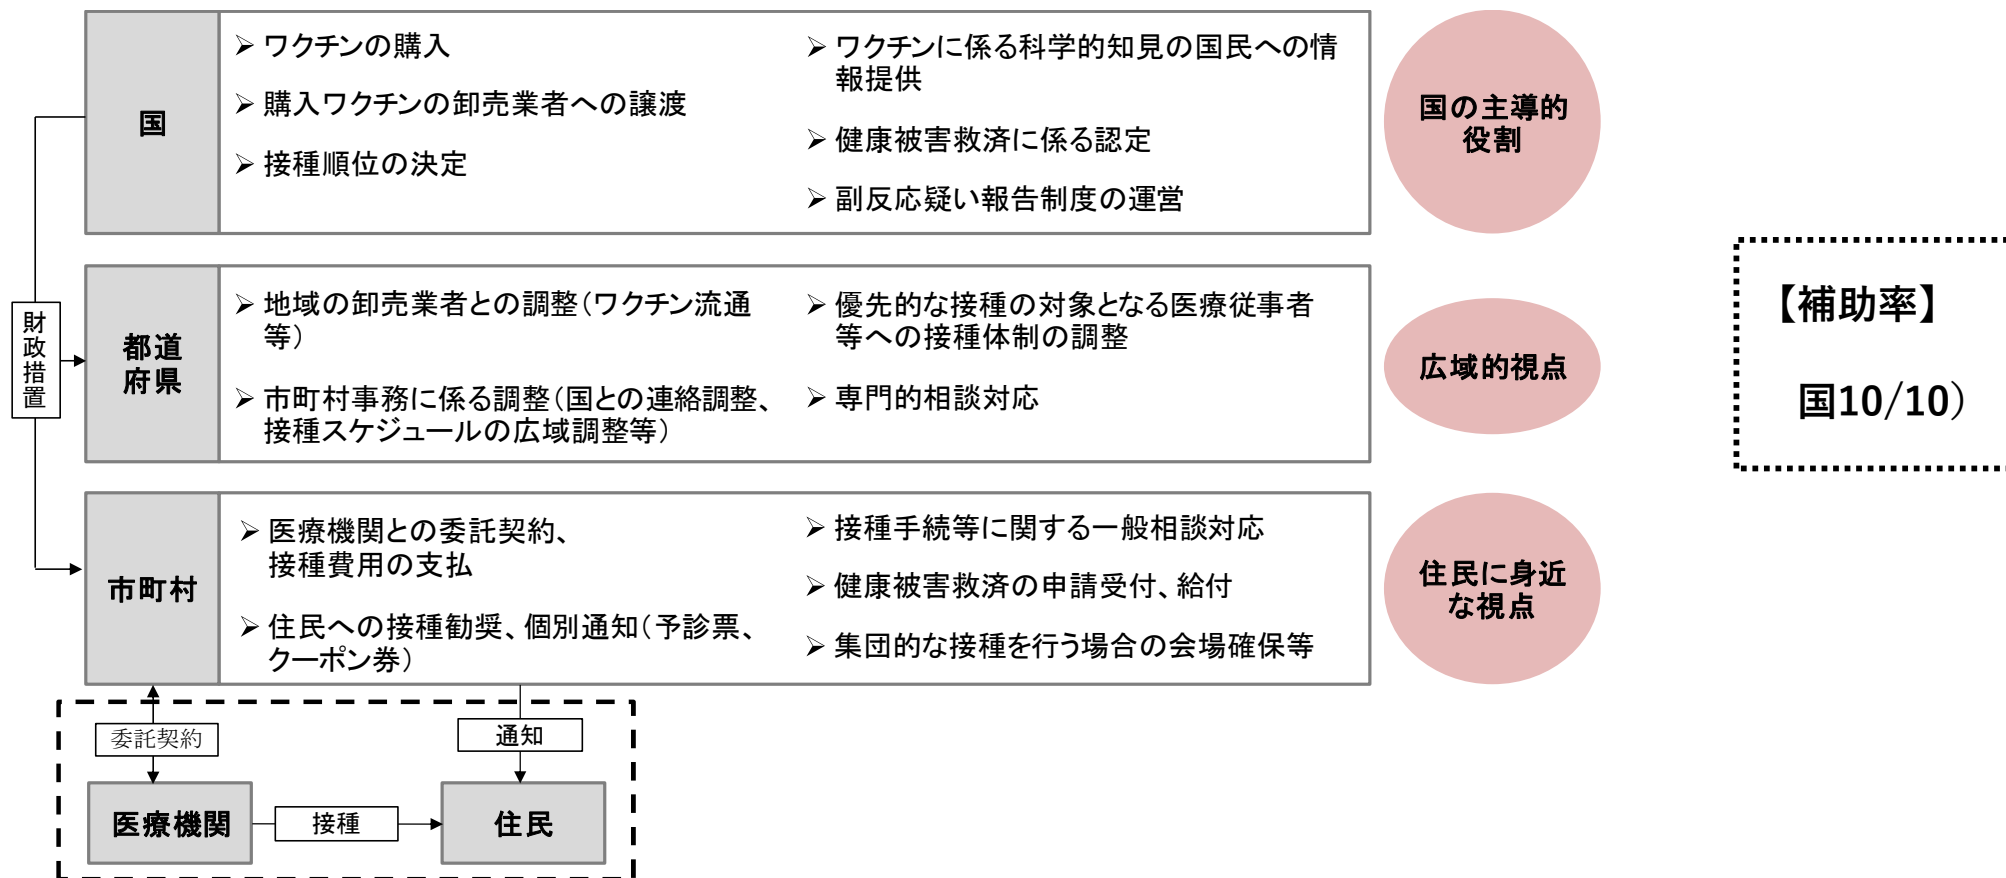 国
➢ ワクチンの購入
➢ 購入ワクチンの卸売業者への譲渡
➢ 接種順位の決定
➢ ワクチンに係る科学的知見の国民への情
報提供
➢ 健康被害救済に係る認定
➢ 副反応疑い報告制度の運営
国の主導的
役割
財政措置
都道
府県
➢ 地域の卸売業者との調整（ワクチン流通
等）
➢ 市町村事務に係る調整（国との連絡調整、
接種スケジュールの広域調整等）
➢ 優先的な接種の対象となる医療従事者
等への接種体制の調整
➢ 専門的相談対応
広域的視点
【補助率】
国10/10）
市町村
➢ 医療機関との委託契約、
接種費用の支払
➢ 住民への接種勧奨、個別通知（予診票、
クーポン券）
➢ 接種手続等に関する一般相談対応
➢ 健康被害救済の申請受付、給付
➢ 集団的な接種を行う場合の会場確保等
住民に身近
な視点
委託契約
通知
医療機関
接種
住民